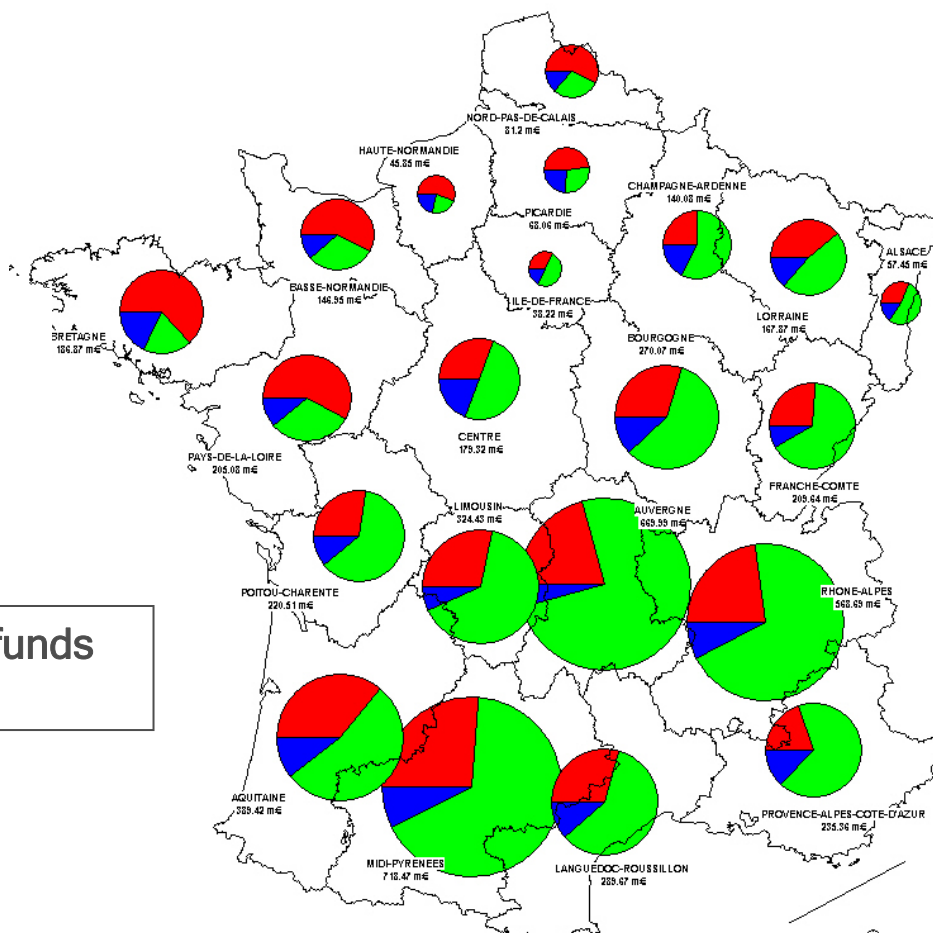 NORD-PAS-DE-CALAIS
81.2 m€
HAUTE-NORMANDIE
45.85 m€
PICARDIE
68.06 m€
CHAMPAGNE-ARDENNE
140.08 m€
ALSACE
57.45 m€
BASSE-NORMANDIE
146.95 m€
ILE-DE-FRANCE
38.22 m€
LORRAINE
167.87 m€
BRETAGNE
186.87 m€
BOURGOGNE
270.07 m€
CENTRE
179.32 m€
PAYS-DE-LA-LOIRE
205.08 m€
FRANCHE-COMTE
209.64 m€
LIMOUSIN
324.43 m€
AUVERGNE
669.99 m€
POITOU-CHARENTE
220.51 m€
RHONE-ALPES
568.69 m€
funds
AQUITAINE
389.42 m€
PROVENCE-ALPES-COTE-D'AZUR
235.36 m€
MIDI-PYRENEES
718.47 m€
LANGUEDOC-ROUSSILLON
289.67 m€